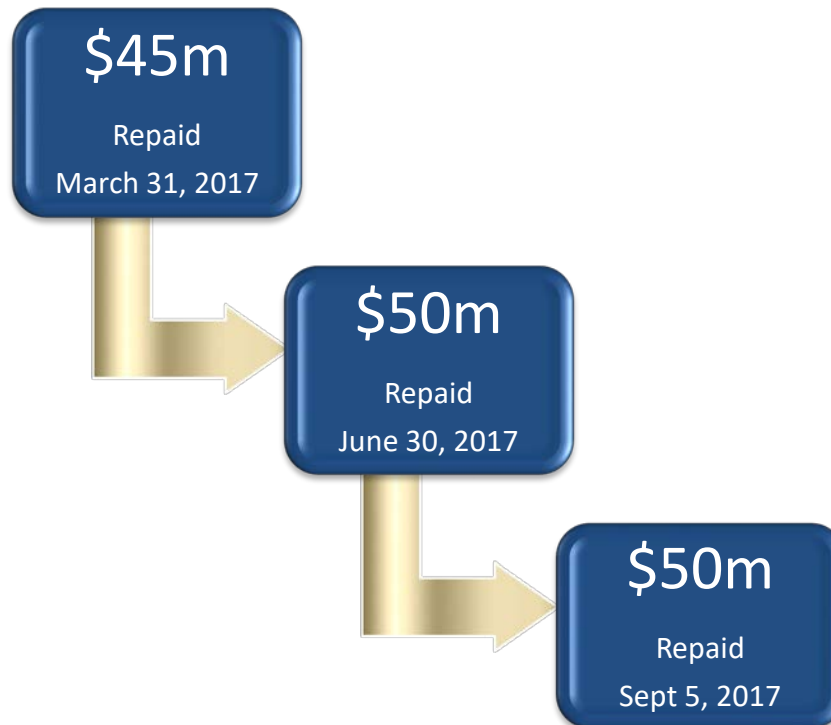 $45m
Repaid
March 31, 2017
$50m
Repaid
June 30, 2017
$50m
Repaid
Sept 5, 2017